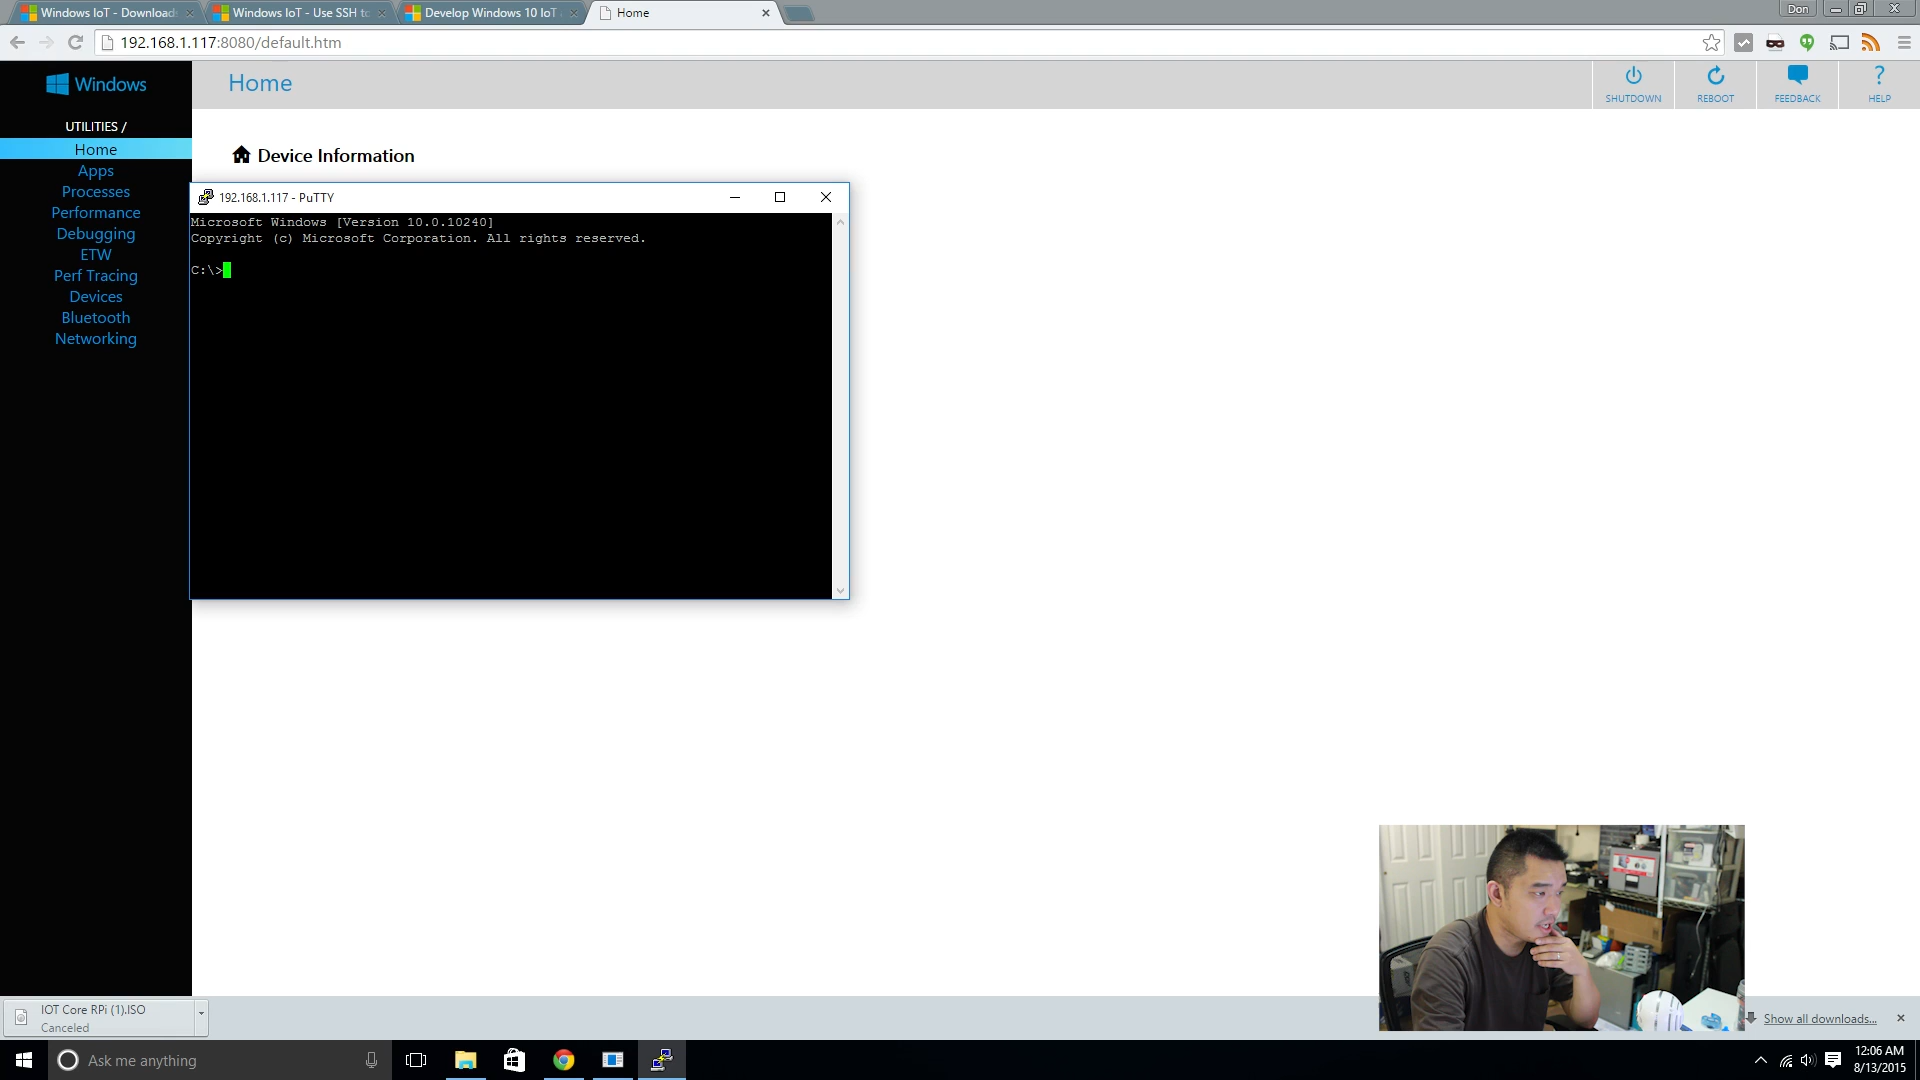 Windows IoT - Downloads
Windows IoT - Use SSH to
Develop Windows 10 IoT
Home
Don
192.168.1.117:8080/default.htm
Windows
Home
SHUTDOWN
REBOOT
FEEDBACK
HELP
UTILITIES /
Home
Apps
Processes
Performance
Debugging
ETW
Perf Tracing
Devices
Bluetooth
Networking
Device Information
192.168.1.117 - PuTTY
Microsoft Windows [Version 10.0.10240]
Copyright (c) Microsoft Corporation. All rights reserved.
C:\>
IOT Core RPi (1).ISO
Canceled
Show all downloads...
Ask me anything
12:06 AM
8/13/2015